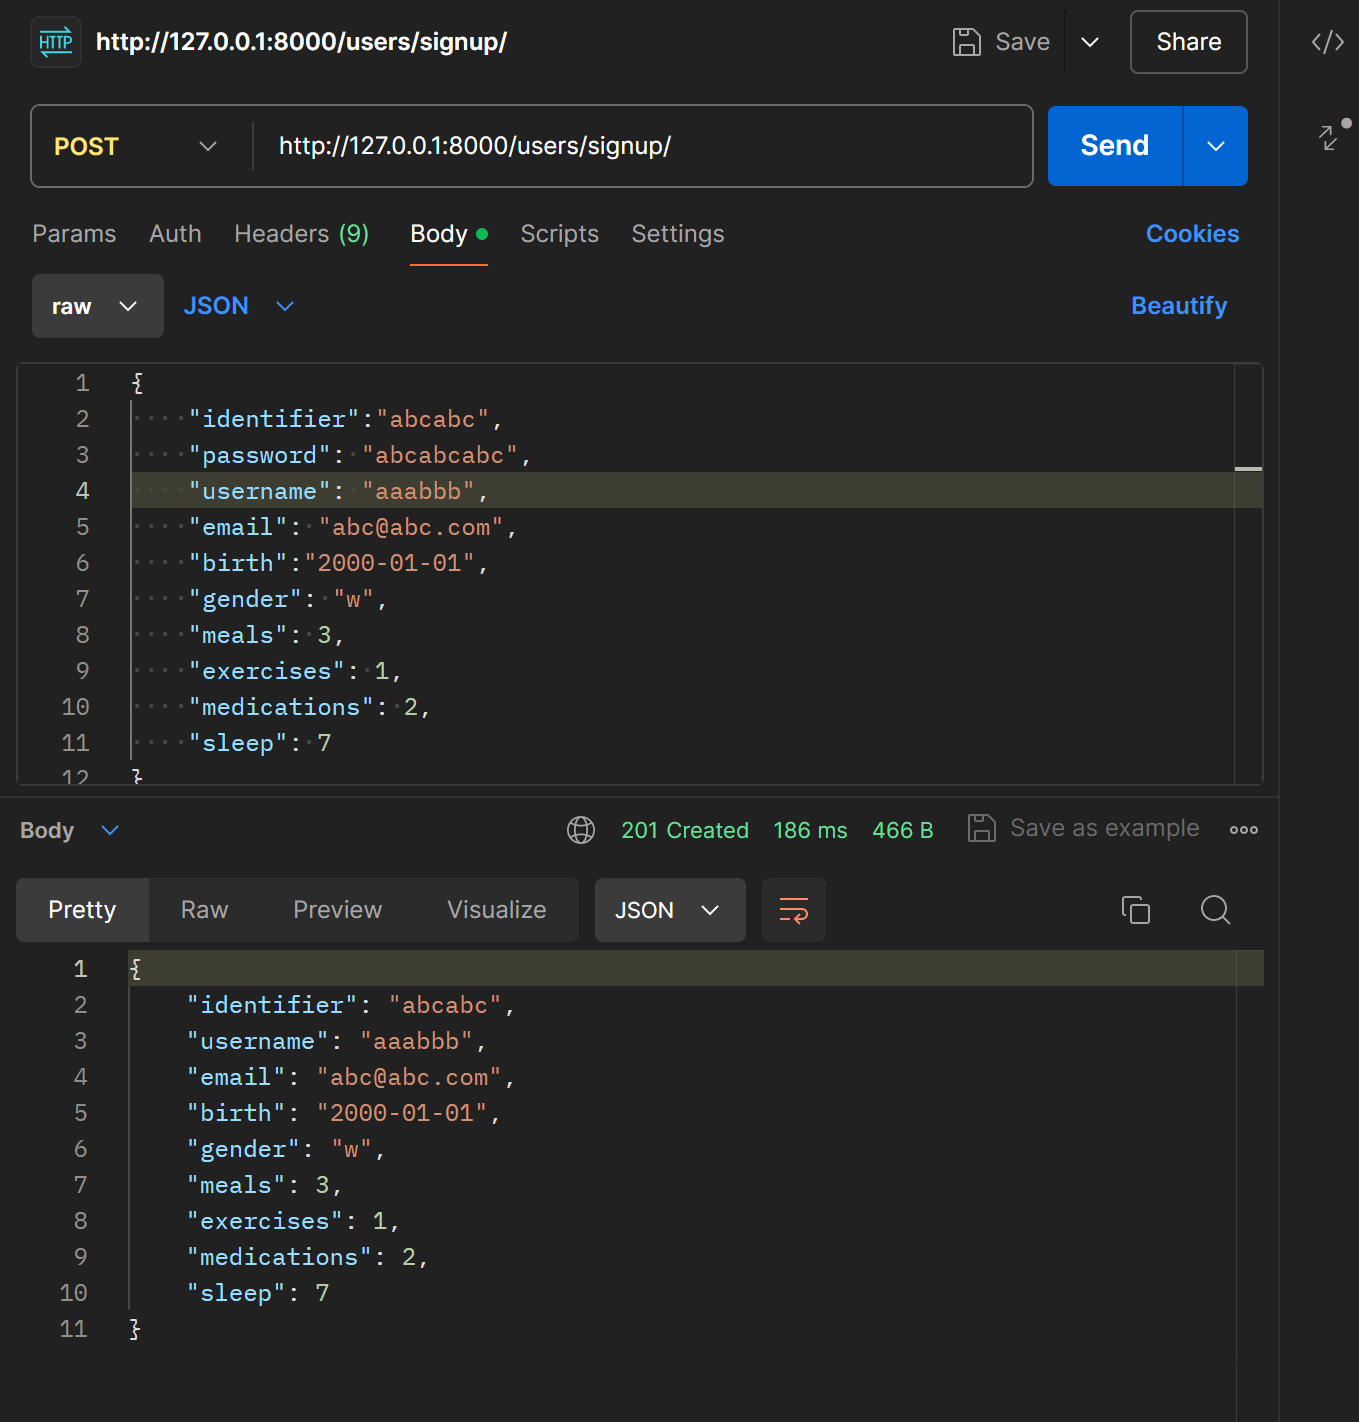 HTTP http://127.0.0.1:8000/users/signup/ Save Share
POST http://127.0.0.1:8000/users/signup/ Send
Params Auth Headers (9) Body Scripts Settings Cookies
raw JSON Beautify
1 {
2 "identifier":"abcabc",
3 "password": "abcabcabc",
4 "username": "aaabbb",
5 "email": "abc@abc.com",
6 "birth":"2000-01-01",
7 "gender": "w",
8 "meals": 3,
9 "exercises": 1,
10 "medications": 2,
11 "sleep": 7
12 }
Body 201 Created 186 ms 466 B Save as example
Pretty Raw Preview Visualize JSON
1 {
2 "identifier": "abcabc",
3 "username": "aaabbb",
4 "email": "abc@abc.com",
5 "birth": "2000-01-01",
6 "gender": "w",
7 "meals": 3,
8 "exercises": 1,
9 "medications": 2,
10 "sleep": 7
11 }